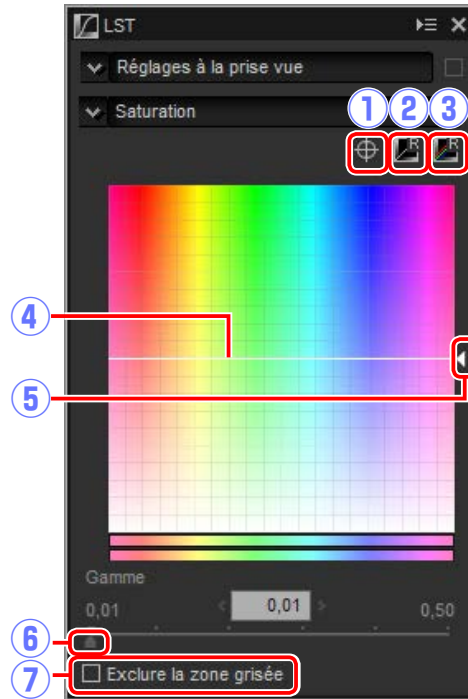 LST
Réglages à la prise vue
Saturation
1 2 3
R R
4
5
Gamme
0,01 0,01 0,50
6
7
Exclure la zone grisée